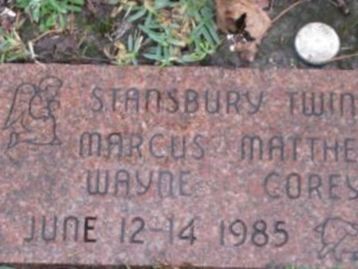 STANSBURY TWIN
MARCUS MATTHE
WAYNE COREY
JUNE 12-14 1985